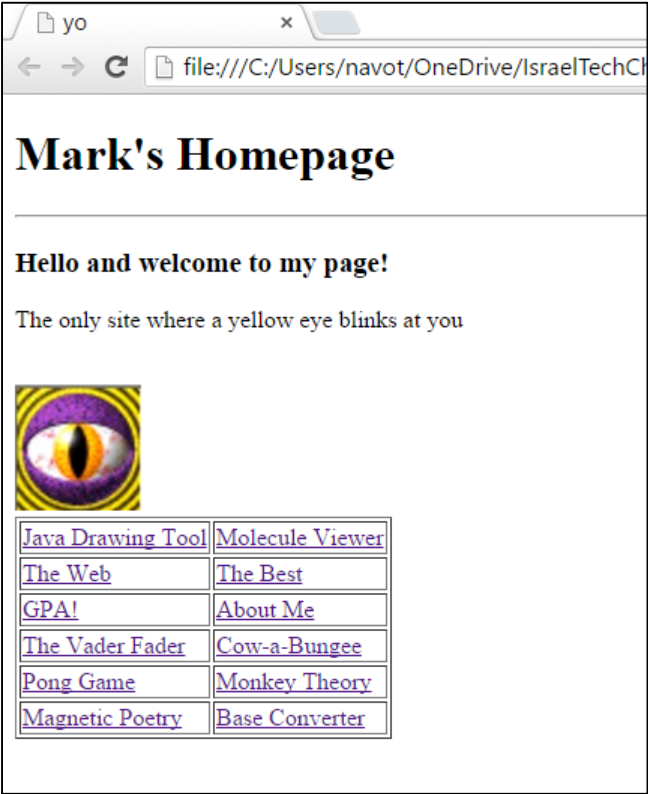 yo
file:///C:/Users/navot/OneDrive/IsraelTechCh
Mark's Homepage
Hello and welcome to my page!
The only site where a yellow eye blinks at you
Java Drawing Tool Molecule Viewer
The Web The Best
GPA! About Me
The Vader Fader Cow-a-Bungee
Pong Game Monkey Theory
Magnetic Poetry Base Converter